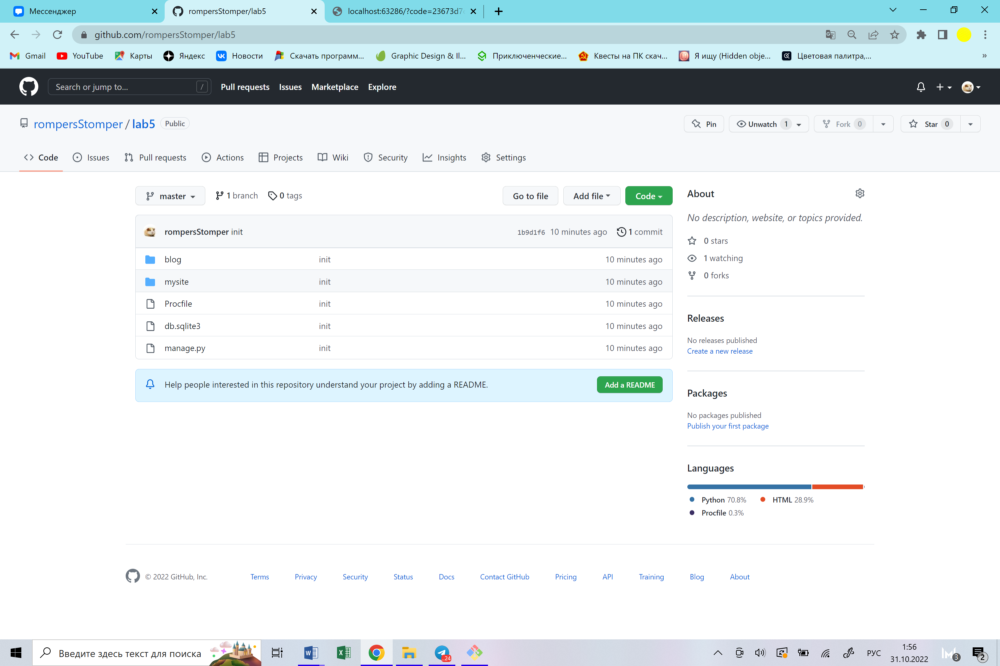 Мессенджер
rompersStomper/lab5
localhost:63286/?code=23673d7
github.com/rompersStomper/lab5
Gmail
YouTube
Карты
Яндекс
Новости
Скачать программ...
Graphic Design & Il...
Приключенческие...
Квесты на ПК скач...
Я ищу (Hidden obje...
Цветовая палитра,...
»
Search or jump to...
/
Pull requests
Issues
Marketplace
Explore
rompersStomper / lab5
Public
Pin
Unwatch 1
Fork 0
Star 0
Code
Issues
Pull requests
Actions
Projects
Wiki
Security
Insights
Settings
master
1 branch
0 tags
Go to file
Add file
Code
rompersStomper init
1b9d1f6 10 minutes ago
1 commit
blog init 10 minutes ago
mysite init 10 minutes ago
Procfile init 10 minutes ago
db.sqlite3 init 10 minutes ago
manage.py init 10 minutes ago
Help people interested in this repository understand your project by adding a README.
Add a README
About
No description, website, or topics provided.
0 stars
1 watching
0 forks
Releases
No releases published
Create a new release
Packages
No packages published
Publish your first package
Languages
Python 70.8%
HTML 28.9%
Procfile 0.3%
© 2022 GitHub, Inc.
Terms
Privacy
Security
Status
Docs
Contact GitHub
Pricing
API
Training
Blog
About
Введите здесь текст для поиска
..24
РУС
1:56
31.10.2022
3
2